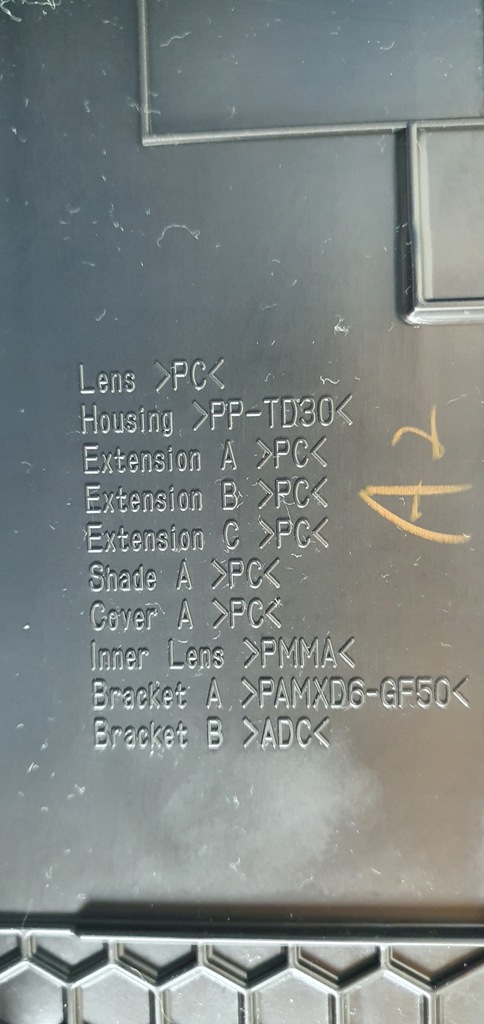 Lens >PC<
Housing >PP-TD30<
Extension A >PC<
Extension B >PC<
Extension C >PC<
Shade A >PC<
Cover A >PC<
Inner Lens >PMMA<
Bracket A >PAMXD6-GF50<
Bracket B >ADC<
A2